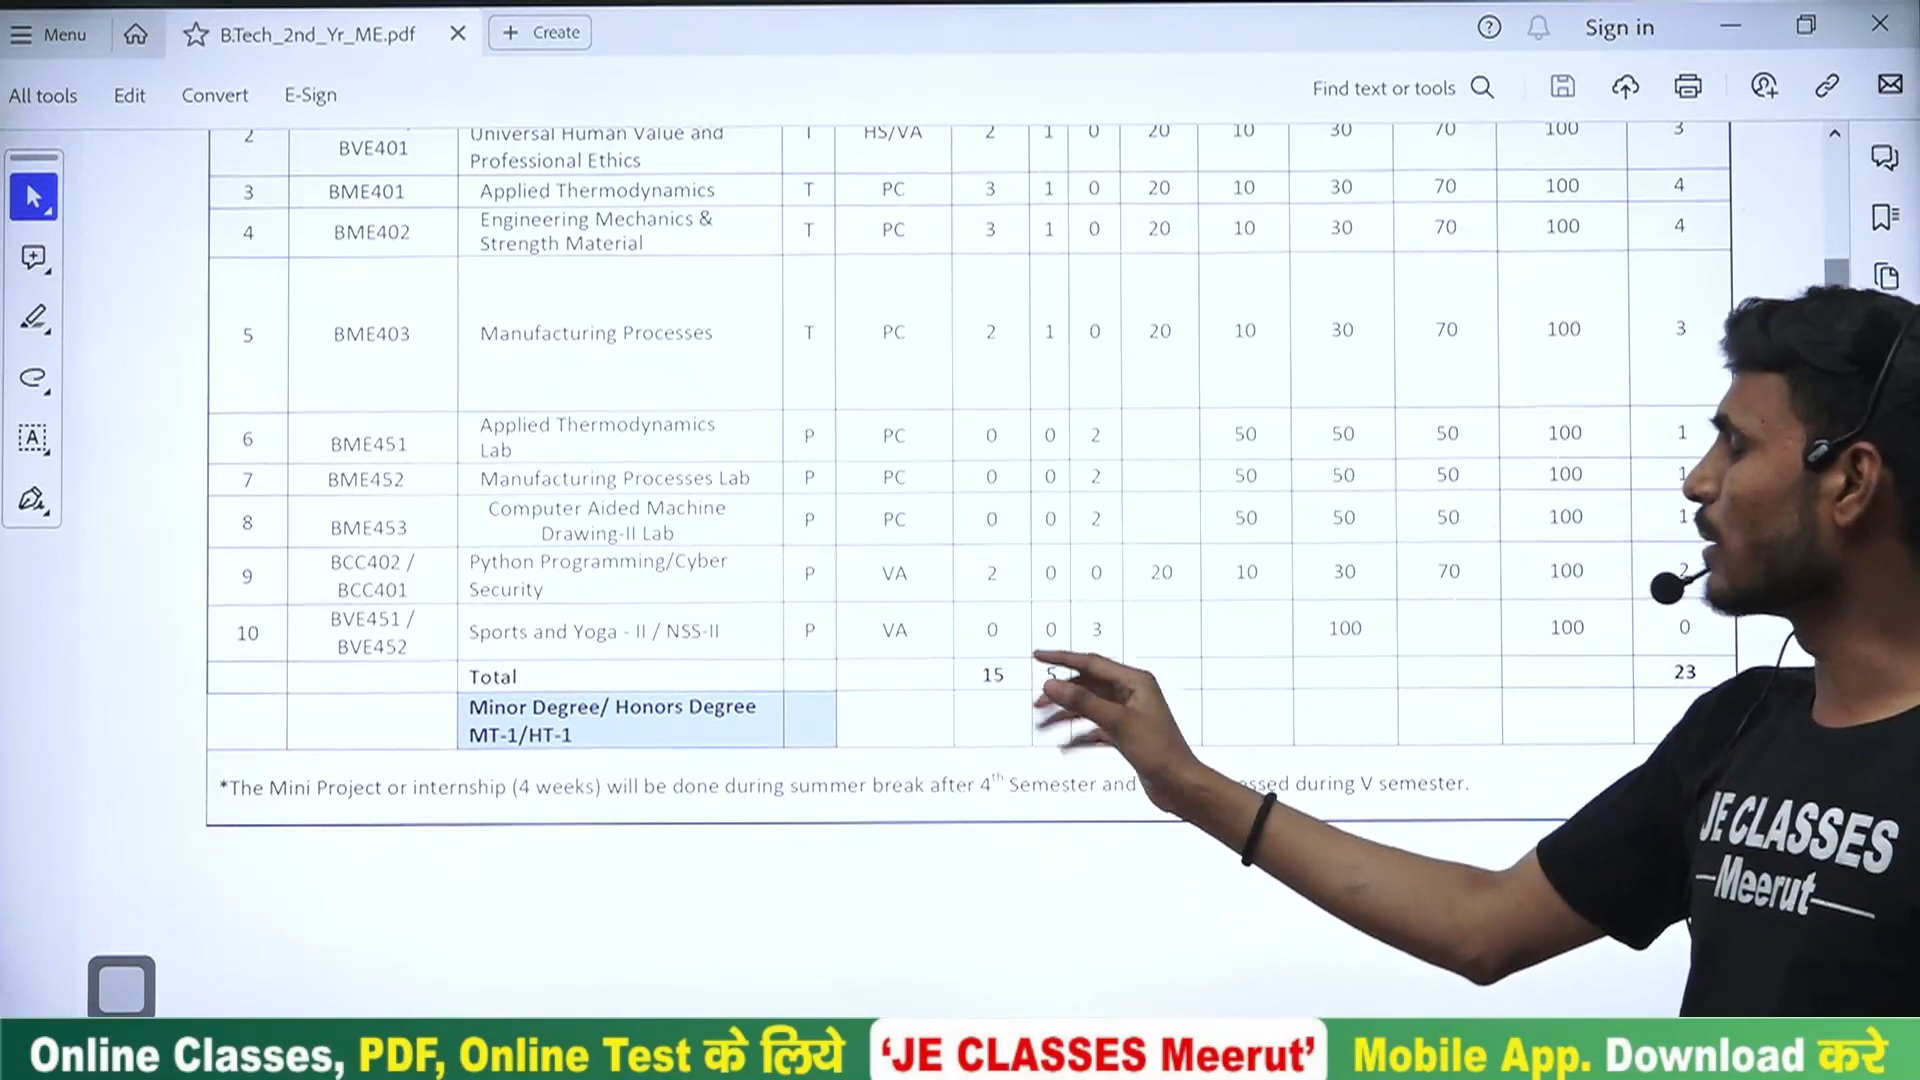 Menu
B.Tech_2nd_Yr_ME.pdf
+ Create
Sign in
All tools Edit Convert E-Sign
Find text or tools
2 BVE401 Universal Human Value and Professional Ethics T HS/VA 2 1 0 20 10 30 70 100 3
3 BME401 Applied Thermodynamics T PC 3 1 0 20 10 30 70 100 4
4 BME402 Engineering Mechanics & Strength Material T PC 3 1 0 20 10 30 70 100 4
5 BME403 Manufacturing Processes T PC 2 1 0 20 10 30 70 100 3
6 BME451 Applied Thermodynamics Lab P PC 0 0 2 50 50 50 100 1
7 BME452 Manufacturing Processes Lab P PC 0 0 2 50 50 50 100 1
8 BME453 Computer Aided Machine Drawing-II Lab P PC 0 0 2 50 50 50 100 1
9 BCC402 / BCC401 Python Programming/Cyber Security P VA 2 0 0 20 10 30 70 100 2
10 BVE451 / BVE452 Sports and Yoga - II / NSS-II P VA 0 0 3 100 100 0
Total 15 5 23
Minor Degree/ Honors Degree
MT-1/HT-1
*The Mini Project or internship (4 weeks) will be done during summer break after 4th Semester and ssed during V semester.
JE CLASSES
Meerut
Online Classes, PDF, Online Test के लिये 'JE CLASSES Meerut' Mobile App. Download करे